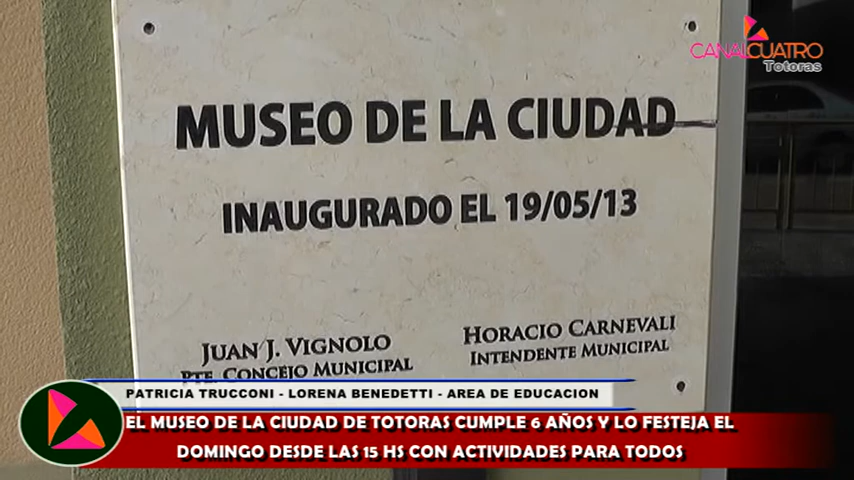 CANALCUATRO
Totoras
MUSEO DE LA CIUDAD
INAUGURADO EL 19/05/13
JUAN J. VIGNOLO
PTE. CONCEJO MUNICIPAL
HORACIO CARNEVALI
INTENDENTE MUNICIPAL
PATRICIA TRUCCONI - LORENA BENEDETTI - AREA DE EDUCACION
EL MUSEO DE LA CIUDAD DE TOTORAS CUMPLE 6 AÑOS Y LO FESTEJA EL
DOMINGO DESDE LAS 15 HS CON ACTIVIDADES PARA TODOS